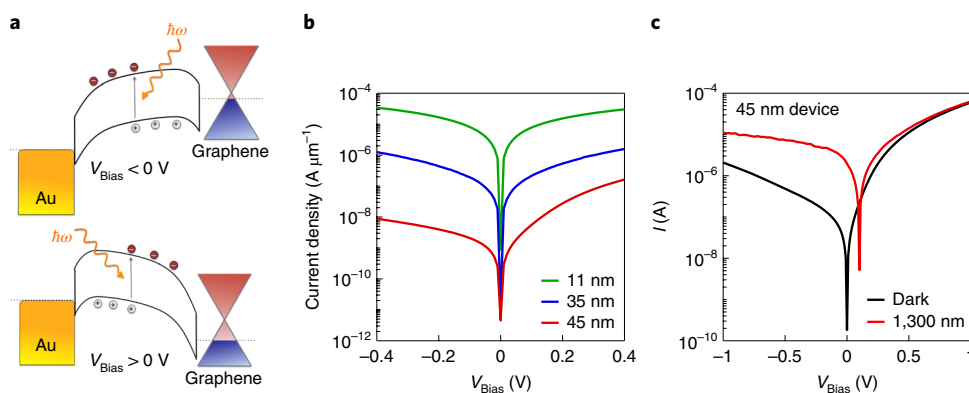 a
ħω
Graphene
V_Bias < 0 V
Au
ħω
Au
V_Bias > 0 V
Graphene
b
Current density (A μm⁻¹)
10⁻⁴
10⁻⁶
10⁻⁸
10⁻¹⁰
10⁻¹²
11 nm
35 nm
45 nm
−0.4
−0.2
0
0.2
0.4
V_Bias (V)
c
I (A)
10⁻⁴
10⁻⁶
10⁻⁸
10⁻¹⁰
45 nm device
Dark
1,300 nm
−1
−0.5
0
0.5
V_Bias (V)